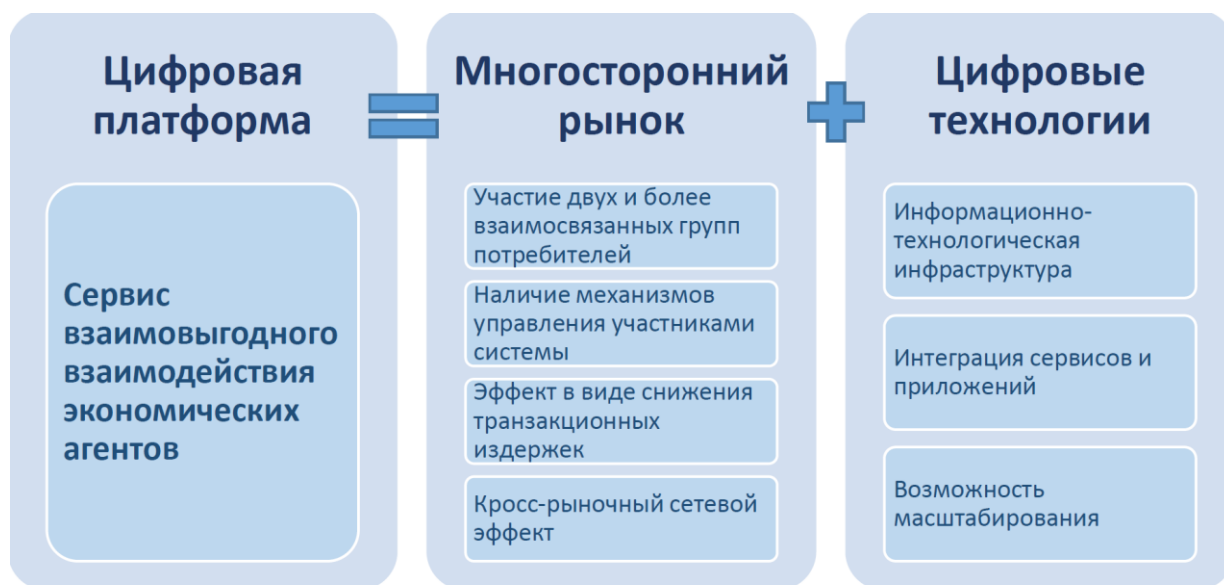 Цифровая
платформа
=
Многосторонний
рынок
+
Цифровые
технологии
Сервис
взаимовыгодного
взаимодействия
экономических
агентов
Участие двух и более
взаимосвязанных групп
потребителей
Наличие механизмов
управления участниками
системы
Эффект в виде снижения
транзакционных
издержек
Кросс-рыночный сетевой
эффект
Информационно-
технологическая
инфраструктура
Интеграция сервисов и
приложений
Возможность
масштабирования